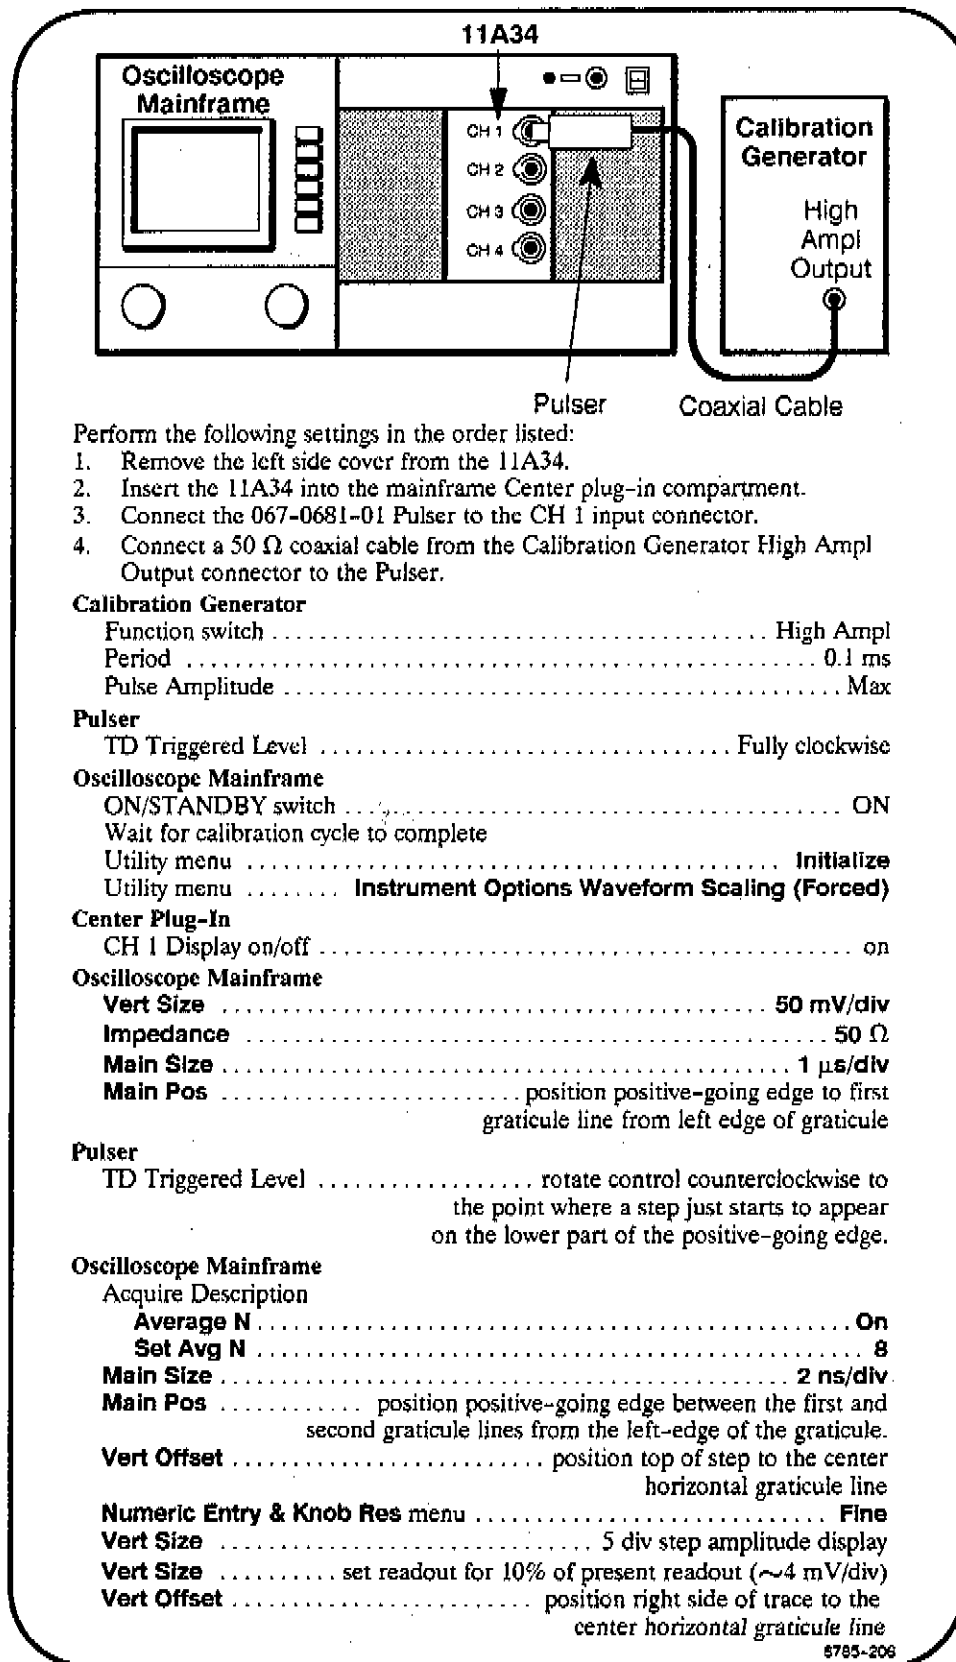 11A34
Oscilloscope
Mainframe
CH 1
CH 2
CH 3
CH 4
Calibration
Generator
High
Ampl
Output
Pulser
Coaxial Cable
Perform the following settings in the order listed:
1. Remove the left side cover from the 11A34.
2. Insert the 11A34 into the mainframe Center plug-in compartment.
3. Connect the 067-0681-01 Pulser to the CH 1 input connector.
4. Connect a 50 Ω coaxial cable from the Calibration Generator High Ampl
Output connector to the Pulser.
Calibration Generator
Function switch ........ High Ampl
Period ........ 0.1 ms
Pulse Amplitude ........ Max
Pulser
TD Triggered Level ........ Fully clockwise
Oscilloscope Mainframe
ON/STANDBY switch ........ ON
Wait for calibration cycle to complete
Utility menu ........ Initialize
Utility menu ........ Instrument Options Waveform Scaling (Forced)
Center Plug-In
CH 1 Display on/off ........ on
Oscilloscope Mainframe
Vert Size ........ 50 mV/div
Impedance ........ 50 Ω
Main Size ........ 1 µs/div
Main Pos ........ position positive-going edge to first
graticule line from left edge of graticule
Pulser
TD Triggered Level ........ rotate control counterclockwise to
the point where a step just starts to appear
on the lower part of the positive-going edge.
Oscilloscope Mainframe
Acquire Description
Average N ........ On
Set Avg N ........ 8
Main Size ........ 2 ns/div
Main Pos ........ position positive-going edge between the first and
second graticule lines from the left-edge of the graticule.
Vert Offset ........ position top of step to the center
horizontal graticule line
Numeric Entry & Knob Res menu ........ Fine
Vert Size ........ 5 div step amplitude display
Vert Size ........ set readout for 10% of present readout (~4 mV/div)
Vert Offset ........ position right side of trace to the
center horizontal graticule line
6785-206